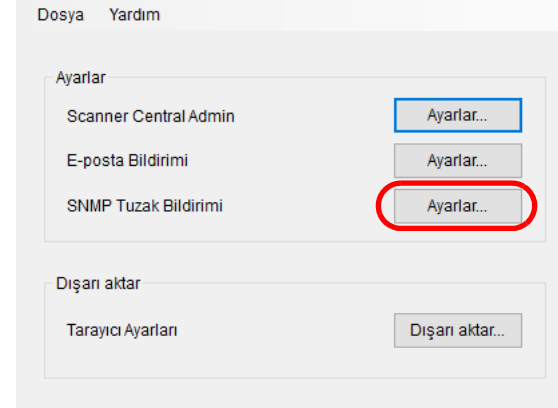 Dosya Yardım
Ayarlar
Scanner Central Admin Ayarlar...
E-posta Bildirimi Ayarlar...
SNMP Tuzak Bildirimi Ayarlar...
Dışarı aktar
Tarayıcı Ayarları Dışarı aktar...